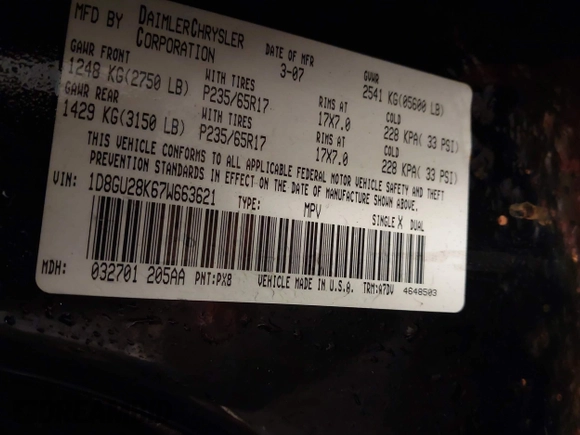 MFD BY DAIMLERCHRYSLER CORPORATION
DATE OF MFR 3-07
GVWR 2541 KG(05600 LB)
GAWR FRONT 1248 KG(2750 LB)
WITH TIRES P235/65R17
RIMS AT 17X7.0
COLD 228 KPA( 33 PSI)
GAWR REAR 1429 KG(3150 LB)
WITH TIRES P235/65R17
RIMS AT 17X7.0
COLD 228 KPA( 33 PSI)
THIS VEHICLE CONFORMS TO ALL APPLICABLE FEDERAL MOTOR VEHICLE SAFETY AND THEFT
PREVENTION STANDARDS IN EFFECT ON THE DATE OF MANUFACTURE SHOWN ABOVE.
VIN: 1D8GU28K67W663621 TYPE: MPV SINGLE X DUAL
MDH: 032701 205AA PNT:PX8 VEHICLE MADE IN U.S.A. TRM:A7DV 4648503